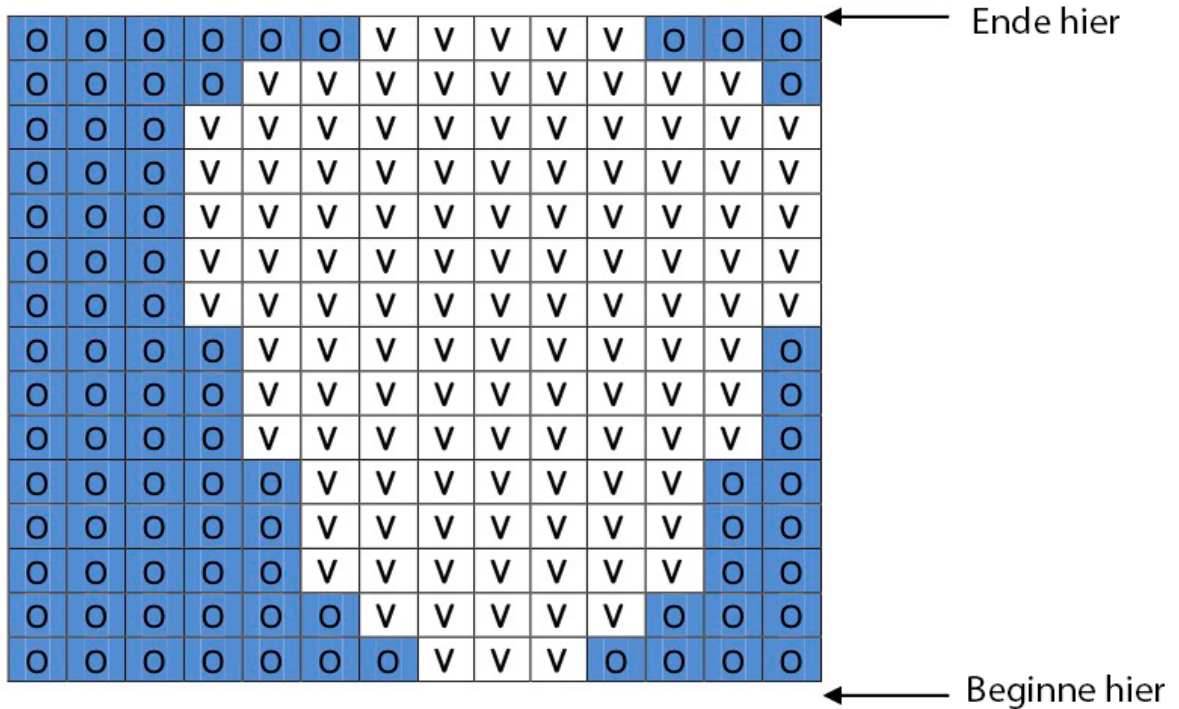 O O O O O O V V V V V O O O Ende hier
O O O O V V V V V V V V V O
O O O V V V V V V V V V V V
O O O V V V V V V V V V V V
O O O V V V V V V V V V V V
O O O V V V V V V V V V V V
O O O V V V V V V V V V V V
O O O O V V V V V V V V V O
O O O O V V V V V V V V V O
O O O O V V V V V V V V V O
O O O O O V V V V V V V O O
O O O O O V V V V V V V O O
O O O O O V V V V V V V O O
O O O O O O V V V V V O O O
O O O O O O O V V V O O O O
Beginne hier